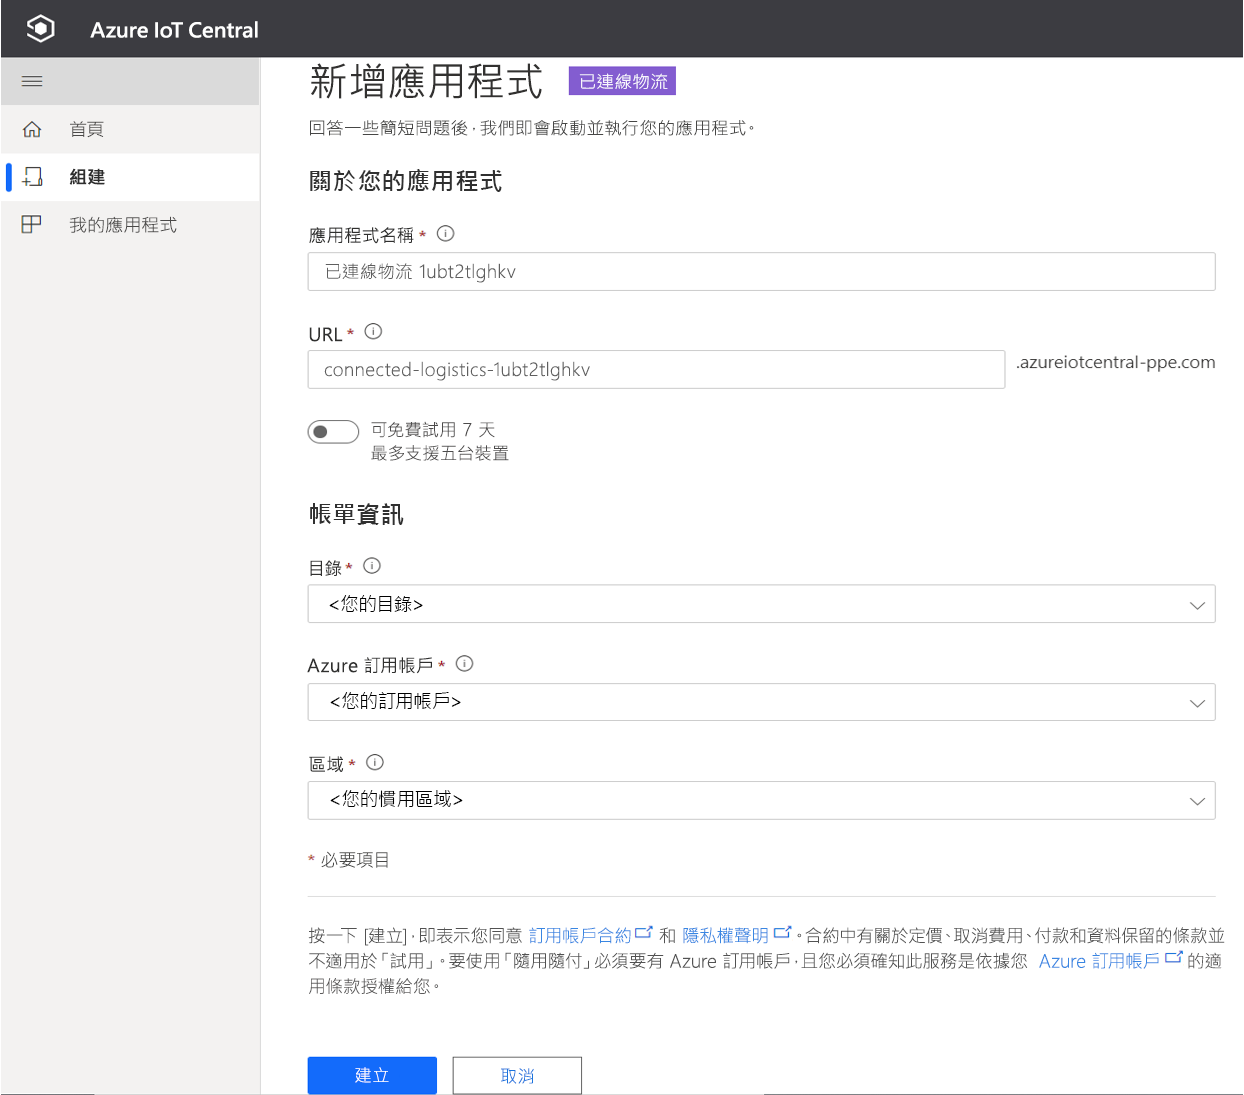 Azure IoT Central
新增應用程式 已連線物流
回答一些簡短問題後，我們即會啟動並執行您的應用程式。
首頁
組建
我的應用程式
關於您的應用程式
應用程式名稱 *
已連線物流 1ubt2tlghkv
URL *
connected-logistics-1ubt2tlghkv .azureiotcentral-ppe.com
可免費試用 7 天
最多支援五台裝置
帳單資訊
目錄 *
<您的目錄>
Azure 訂用帳戶 *
<您的訂用帳戶>
區域 *
<您的慣用區域>
* 必要項目
按一下 [建立]，即表示您同意 訂用帳戶合約 和 隱私權聲明。合約中有關於定價、取消費用、付款和資料保留的條款並
不適用於「試用」。要使用「隨用隨付」必須要有 Azure 訂用帳戶，且您必須確知此服務是依據您 Azure 訂用帳戶 的適
用條款授權給您。
建立 取消